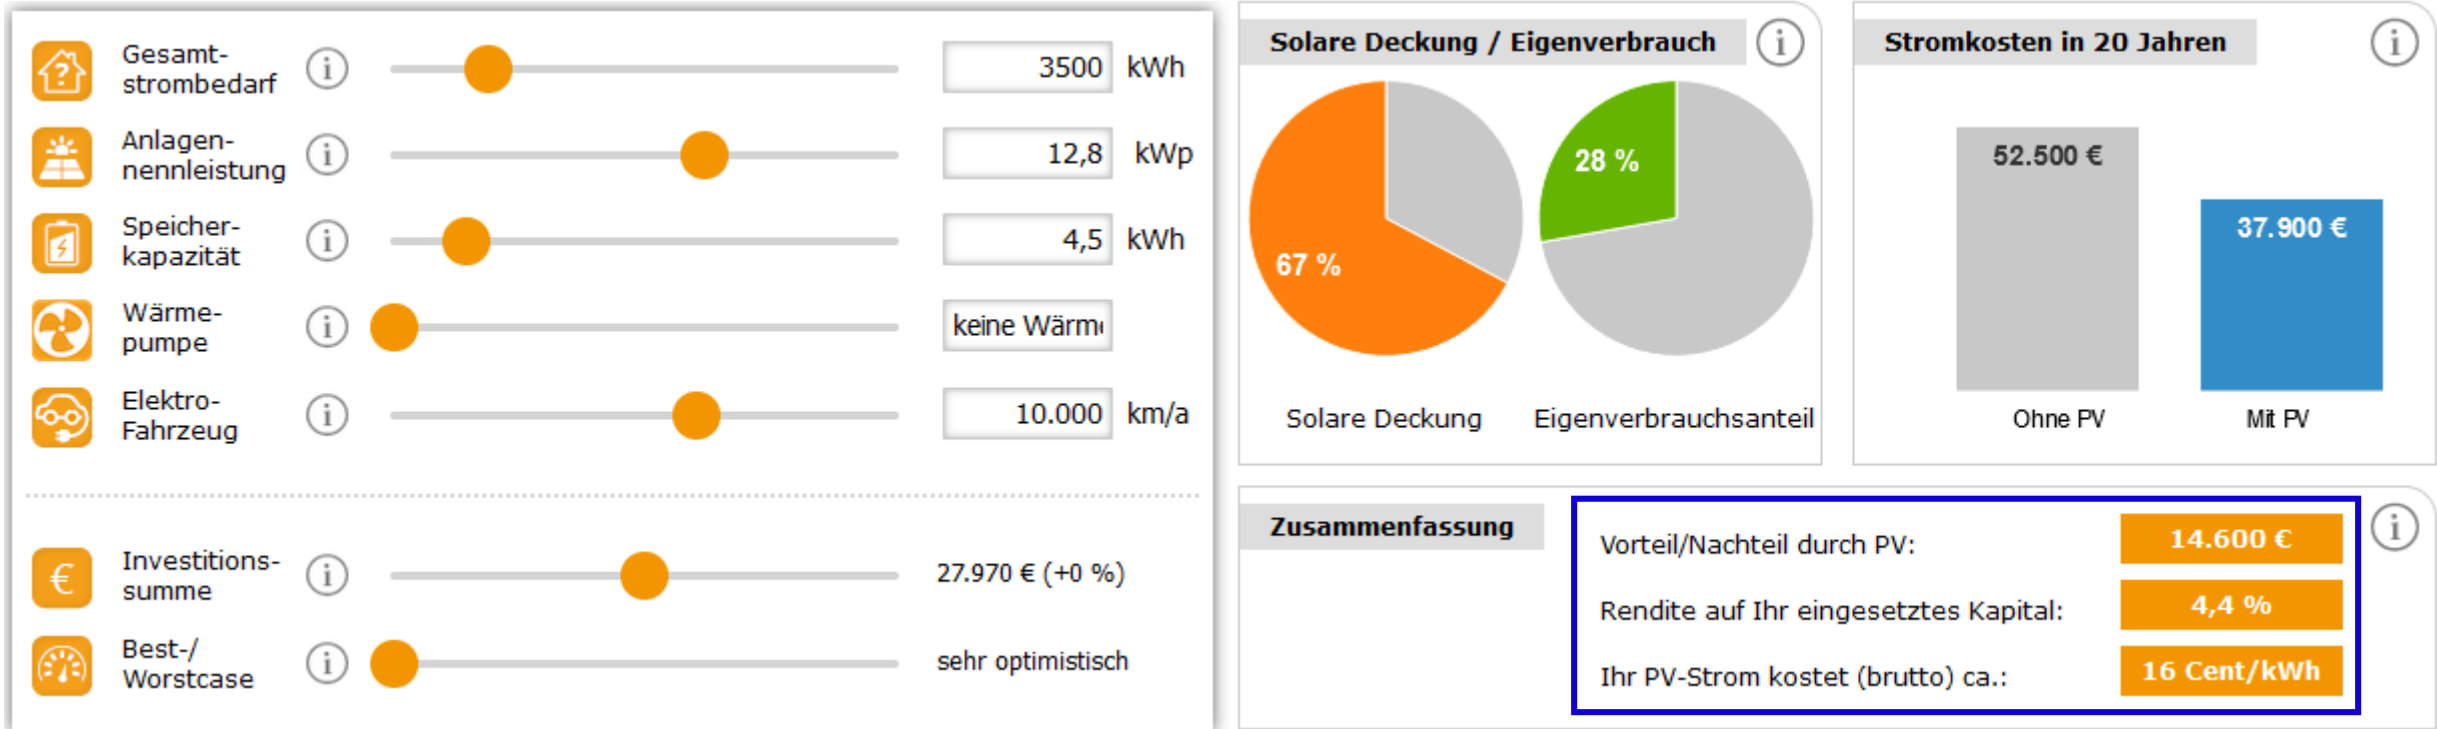 Gesamt-
strombedarf
3500 kWh
Anlagen-
nennleistung
12,8 kWp
Speicher-
kapazität
4,5 kWh
Wärme-
pumpe
keine Wärme
Elektro-
Fahrzeug
10.000 km/a
€
Investitions-
summe
27.970 € (+0 %)
Best-/
Worstcase
sehr optimistisch
Solare Deckung / Eigenverbrauch
67 %
28 %
Solare Deckung
Eigenverbrauchsanteil
Stromkosten in 20 Jahren
52.500 €
37.900 €
Ohne PV
Mit PV
Zusammenfassung
Vorteil/Nachteil durch PV: 14.600 €
Rendite auf Ihr eingesetztes Kapital: 4,4 %
Ihr PV-Strom kostet (brutto) ca.: 16 Cent/kWh